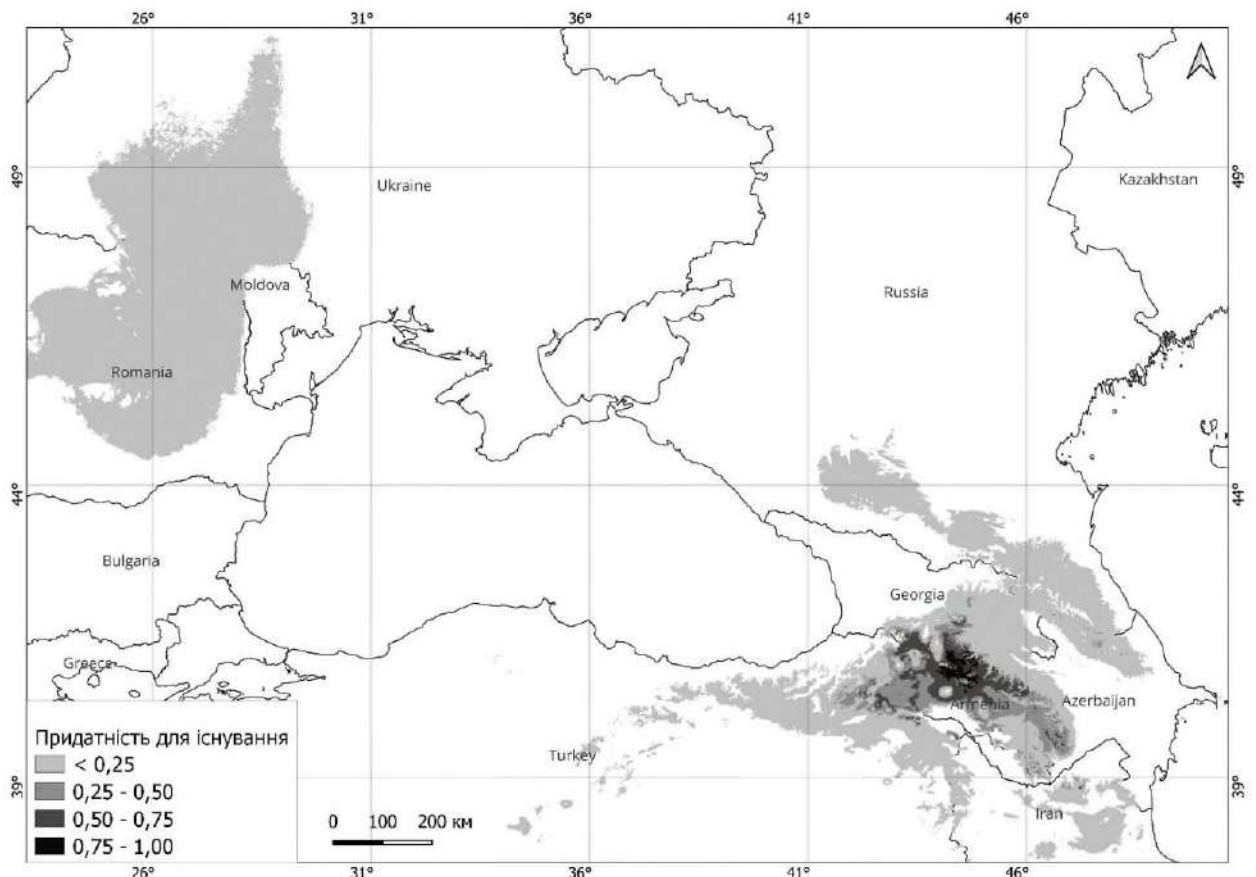 26° 31° 36° 41° 46°
49° 49°
Ukraine
Kazakhstan
Moldova
Russia
Romania
44° 44°
Bulgaria
Georgia
Greece
Armenia
Azerbaijan
Turkey
39° 39°
Iran
Придатність для існування
< 0,25
0,25 - 0,50
0,50 - 0,75
0,75 - 1,00
0 100 200 км
26° 31° 36° 41° 46°